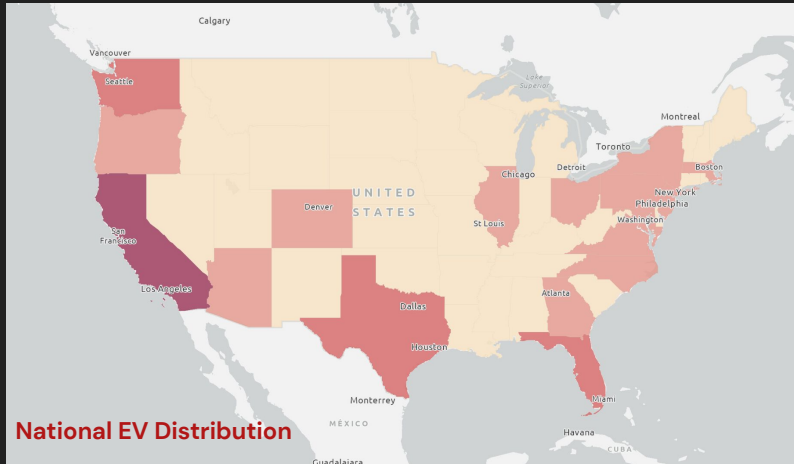 Calgary
Vancouver
Seattle
Lake
Superior
Montreal
Toronto
Chicago
Detroit
Boston
UNITED
STATES
New York
Philadelphia
Denver
St Louis
Washington
San
Francisco
Los Angeles
Atlanta
Dallas
Houston
Miami
Monterrey
MÉXICO
National EV Distribution
Havana
CUBA
Guadalajara